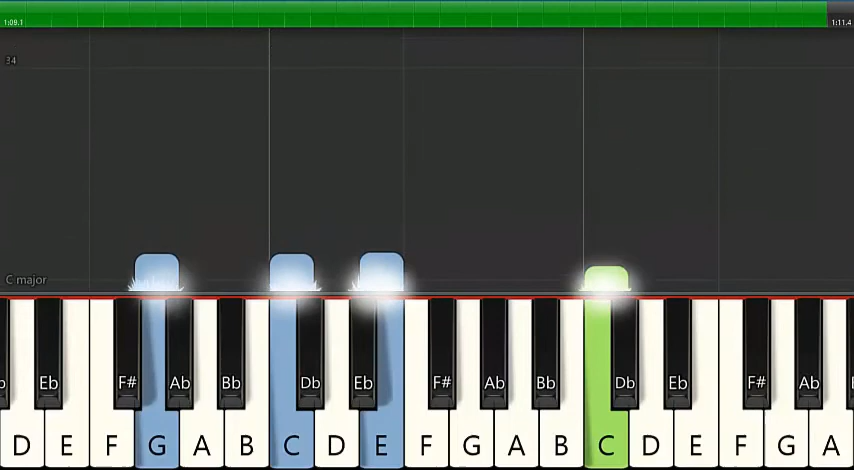 1:09.1 1:11.4
34
C major
b Eb F# Ab Bb Db Eb F# Ab Bb Db Eb F# Ab
D E F G A B C D E F G A B C D E F G A